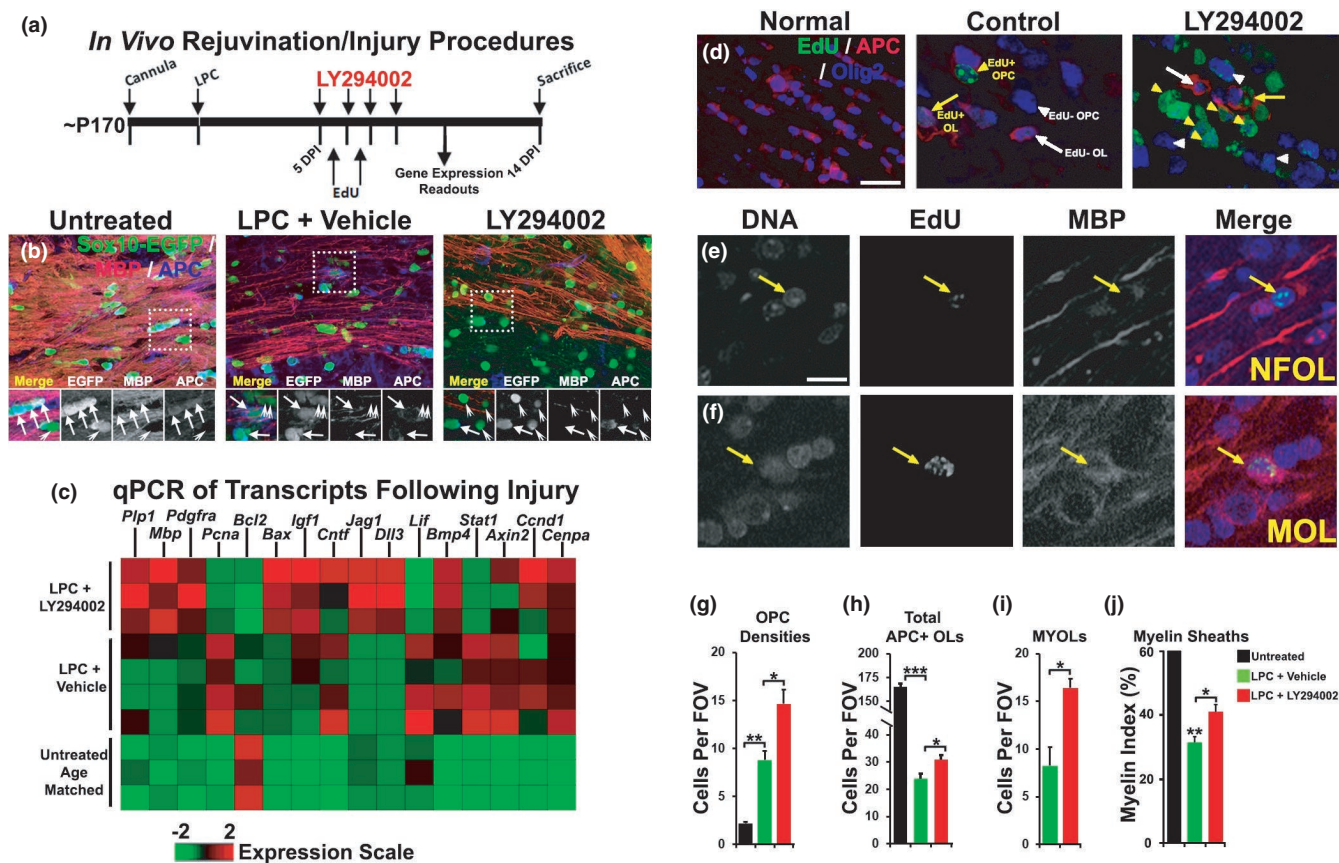 (a)
In Vivo Rejuvination/Injury Procedures
Cannula
LPC
LY294002
Sacrifice
~P170
5 DPI
EdU
Gene Expression
Readouts
14 DPI
(b)
Untreated
LPC + Vehicle
LY294002
Sox10-EGFP /
MBP / APC
Merge EGFP MBP APC
Merge EGFP MBP APC
Merge EGFP MBP APC
(c)
qPCR of Transcripts Following Injury
Plp1 Mbp Pdgfra Pcna Bcl2 Bax Igf1 Cntf Jag1 Dll3 Lif Bmp4 Stat1 Axin2 Ccnd1 Cenpa
LPC +
LY294002
LPC +
Vehicle
Untreated
Age
Matched
-2 2
Expression Scale
(d)
Normal
Control
LY294002
EdU / APC
/ Olig2
EdU+
OPC
EdU+
OL
EdU- OPC
EdU- OL
DNA
EdU
MBP
Merge
(e)
NFOL
(f)
MOL
(g)
OPC
Densities
Cells Per FOV
20
15
10
5
0
**
*
(h)
Total
APC+ OLs
Cells Per FOV
200
175
150
40
30
20
10
0
***
*
(i)
MYOLs
Cells Per FOV
20
15
10
5
0
*
(j)
Myelin Sheaths
Myelin Index (%)
60
40
20
0
**
*
Untreated
LPC + Vehicle
LPC + LY294002